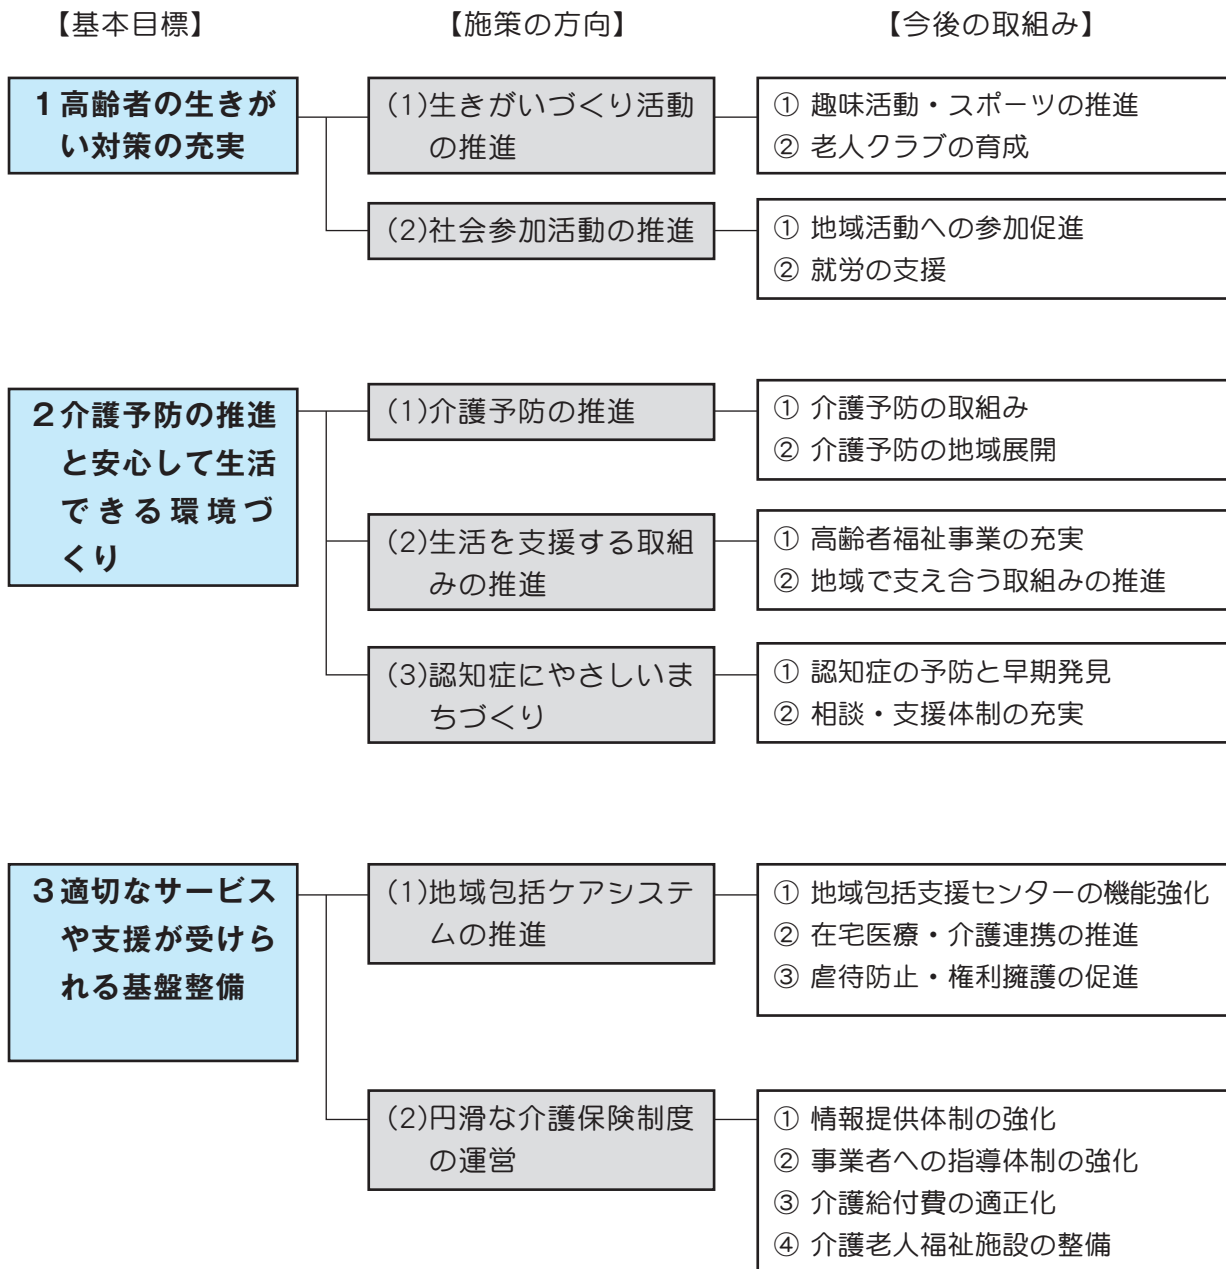 【基本目標】
【施策の方向】
【今後の取組み】
1高齢者の生きが
い対策の充実
(1)生きがいづくり活動
の推進
① 趣味活動・スポーツの推進
② 老人クラブの育成
(2)社会参加活動の推進
① 地域活動への参加促進
② 就労の支援
2介護予防の推進
と安心して生活
できる環境づ
くり
(1)介護予防の推進
① 介護予防の取組み
② 介護予防の地域展開
(2)生活を支援する取組
みの推進
① 高齢者福祉事業の充実
② 地域で支え合う取組みの推進
(3)認知症にやさしいま
ちづくり
① 認知症の予防と早期発見
② 相談・支援体制の充実
3適切なサービス
や支援が受けら
れる基盤整備
(1)地域包括ケアシステ
ムの推進
① 地域包括支援センターの機能強化
② 在宅医療・介護連携の推進
③ 虐待防止・権利擁護の促進
(2)円滑な介護保険制度
の運営
① 情報提供体制の強化
② 事業者への指導体制の強化
③ 介護給付費の適正化
④ 介護老人福祉施設の整備